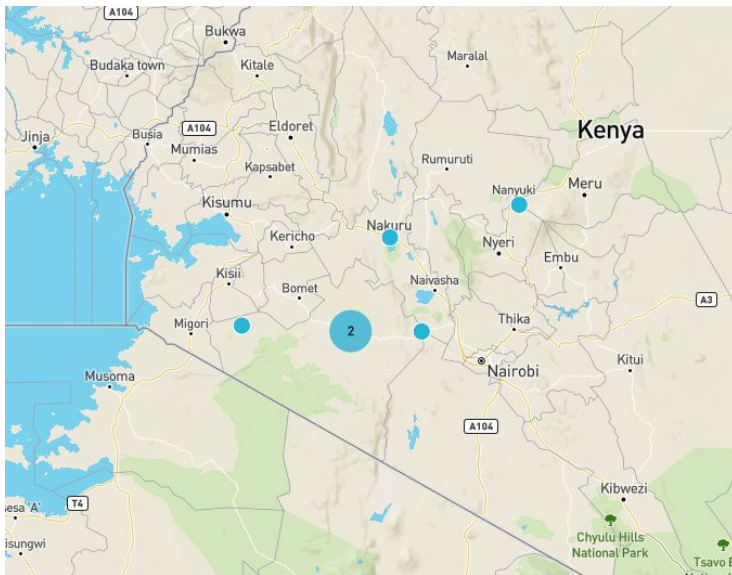 A104
Bukwa
Maralal
Budaka town
Kitale
Jinja
Busia
A104
Eldoret
Kenya
Mumias
Kapsabet
Rumuruti
Nanyuki
Meru
Kisumu
Nakuru
Kericho
Nyeri
Embu
Kisii
Naivasha
Bomet
A3
Migori
2
Thika
Nairobi
Kitui
Musoma
A104
Kibwezi
T4
sesa 'A'
Chyulu Hills
National Park
isungwi
Tsavo E